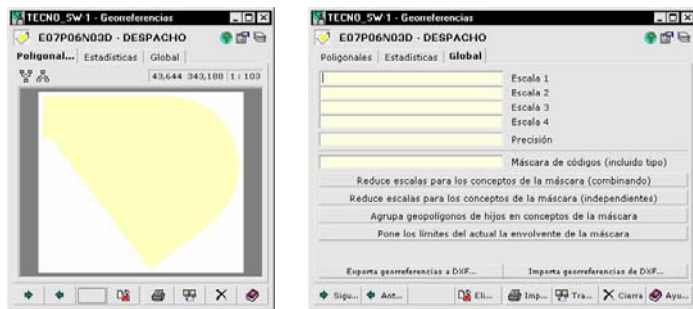 TECNO_SW 1 - Georreferencias
E07P06N03D - DESPACHO
Poligonal... Estadísticas Global
43,644 343,188 1 : 103
TECNO_SW 1 - Georreferencias
E07P06N03D - DESPACHO
Poligonales Estadísticas Global
Escala 1
Escala 2
Escala 3
Escala 4
Precisión
Máscara de códigos (incluido tipo)
Reduce escalas para los conceptos de la máscara (combinando)
Reduce escalas para los conceptos de la máscara (independientes)
Agrupa geopolígonos de hijos en conceptos de la máscara
Pone los límites del actual la envolvente de la máscara
Exporta georreferencias a DXF... Importa georreferencias de DXF...
Sigu... Ant... Eli... Imp... Tra... Cierra Ayu...